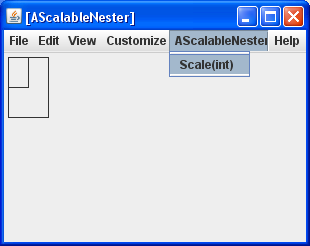 [AScalableNester]
File Edit View Customize AScalableNester Help
Scale(int)